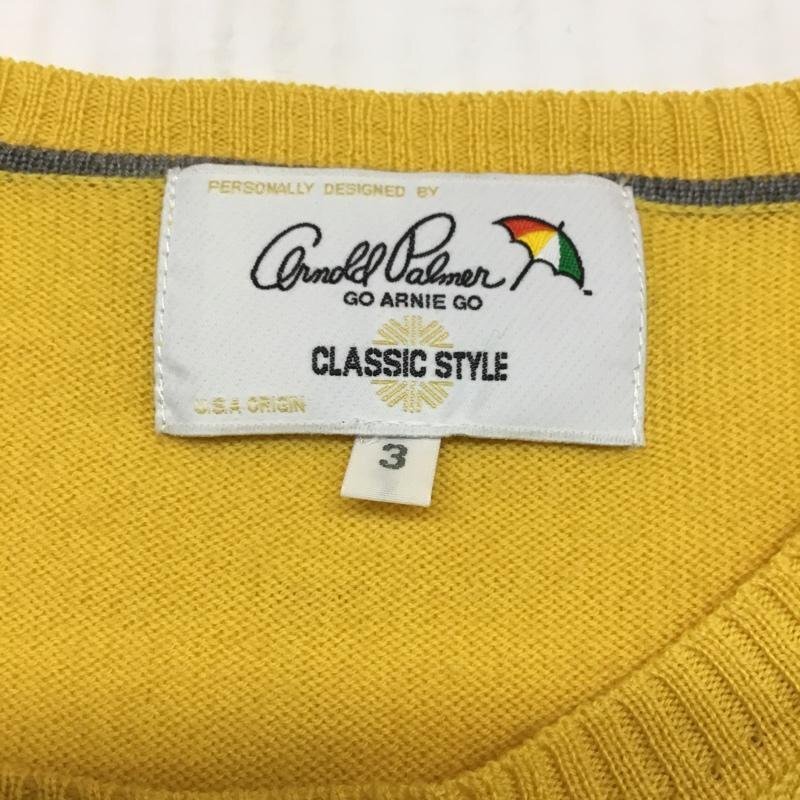 PERSONALLY DESIGNED BY
Arnold Palmer
GO ARNIE GO
CLASSIC STYLE
U.S.A ORIGIN
3